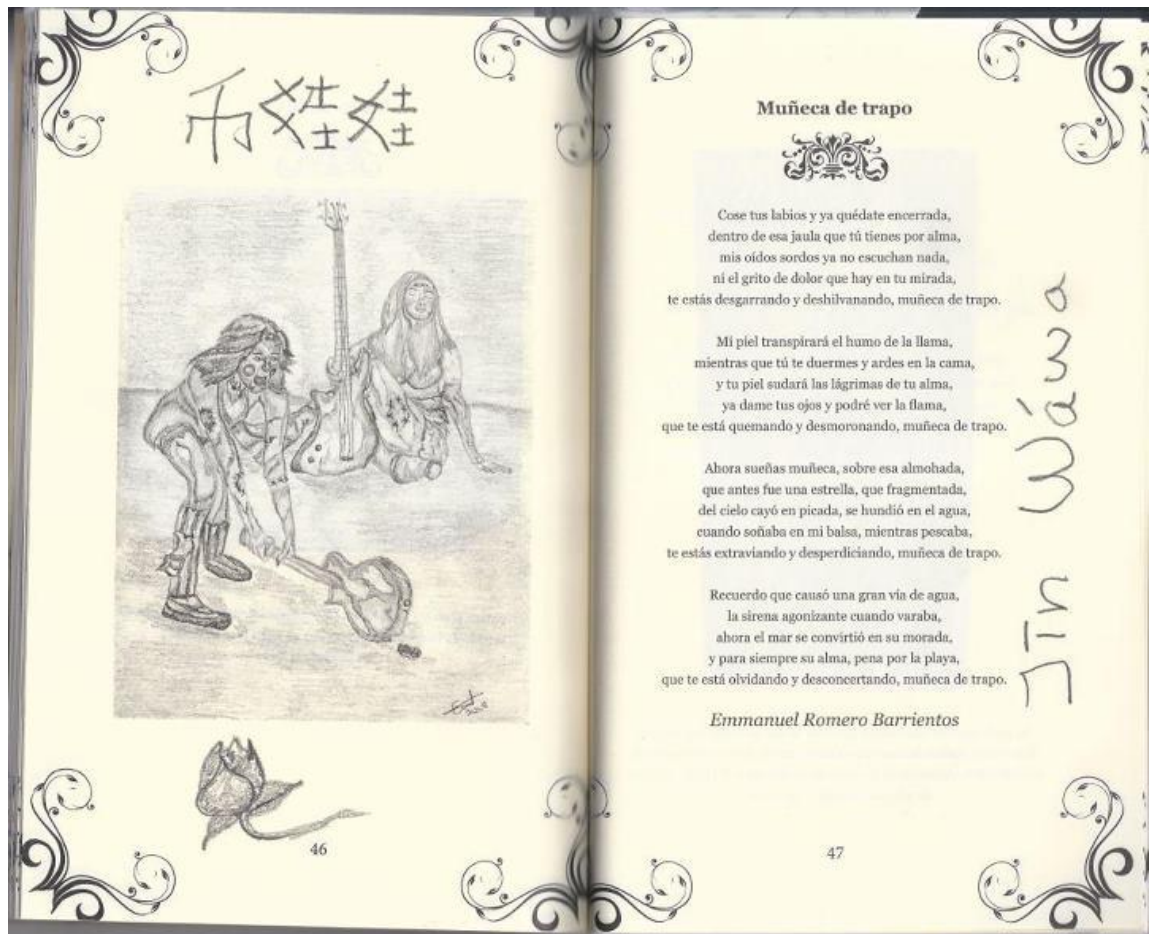 币娃娃
46
Muñeca de trapo
Cose tus labios y ya quédate encerrada,
dentro de esa jaula que tú tienes por alma,
mis oídos sordos ya no escuchan nada,
ni el grito de dolor que hay en tu mirada,
te estás desgarrando y deshilvanando, muñeca de trapo.
Mi piel transpirará el humo de la llama,
mientras que tú te duermes y ardes en la cama,
y tu piel sudará las lágrimas de tu alma,
ya dame tus ojos y podré ver la flama,
que te está quemando y desmoronando, muñeca de trapo.
Ahora sueñas muñeca, sobre esa almohada,
que antes fue una estrella, que fragmentada,
del cielo cayó en picada, se hundió en el agua,
cuando soñaba en mi balsa, mientras pescaba,
te estás extraviando y desperdiciando, muñeca de trapo.
Recuerdo que causó una gran vía de agua,
la sirena agonizante cuando varaba,
ahora el mar se convirtió en su morada,
y para siempre su alma, pena por la playa,
que te está olvidando y desconcertando, muñeca de trapo.
Emmanuel Romero Barrientos
Jīn Wáwa
47